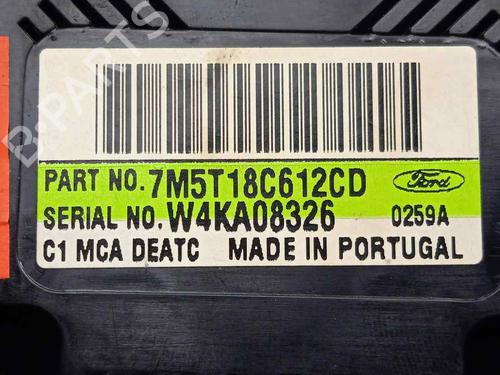 B-PARTS
PART NO. 7M5T18C612CD Ford
SERIAL NO. W4KA08326 0259A
C1 MCA DEATC MADE IN PORTUGAL